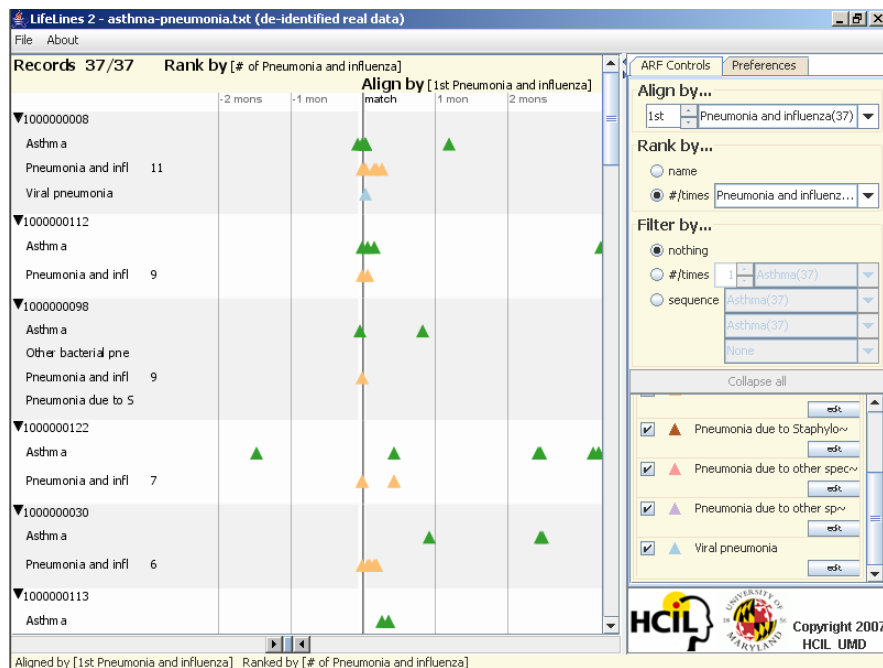 LifeLines 2 - asthma-pneumonia.txt (de-identified real data)
File About
Records 37/37 Rank by [# of Pneumonia and influenza]
Align by [1st Pneumonia and influenza]
-2 mons -1 mon match 1 mon 2 mons
1000000008
Asthma
Pneumonia and infl 11
Viral pneumonia
1000000112
Asthma
Pneumonia and infl 9
1000000098
Asthma
Other bacterial pne
Pneumonia and infl 9
Pneumonia due to S
1000000122
Asthma
Pneumonia and infl 7
1000000030
Asthma
Pneumonia and infl 6
1000000113
Asthma
ARF Controls Preferences
Align by...
1st Pneumonia and influenza(37)
Rank by...
name
#/times Pneumonia and influenz...
Filter by...
nothing
#/times 1 Asthma(37)
sequence Asthma(37)
Asthma(37)
None
Collapse all
edit
Pneumonia due to Staphylo~
edit
Pneumonia due to other spec~
edit
Pneumonia due to other sp~
edit
Viral pneumonia
edit
HCIL
UNIVERSITY OF
18 56
MARYLAND
Copyright 2007
HCIL UMD
Aligned by [1st Pneumonia and influenza] Ranked by [# of Pneumonia and influenza]